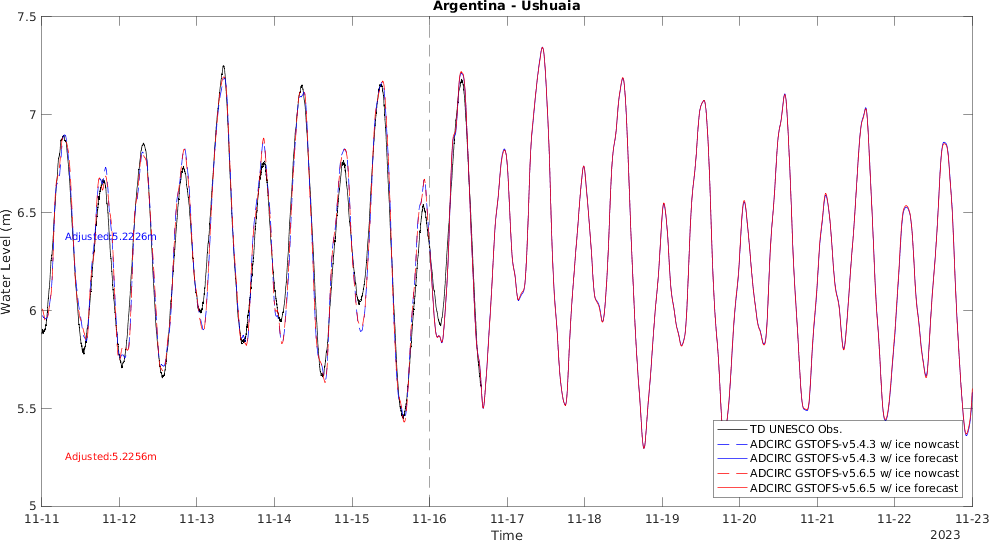 Argentina - Ushuaia
7.5
7
6.5
6
5.5
5
Water Level (m)
Adjusted:5.2226m
Adjusted:5.2256m
TD UNESCO Obs.
ADCIRC GSTOFS-v5.4.3 w/ ice nowcast
ADCIRC GSTOFS-v5.4.3 w/ ice forecast
ADCIRC GSTOFS-v5.6.5 w/ ice nowcast
ADCIRC GSTOFS-v5.6.5 w/ ice forecast
11-11 11-12 11-13 11-14 11-15 11-16 11-17 11-18 11-19 11-20 11-21 11-22 11-23
Time
2023